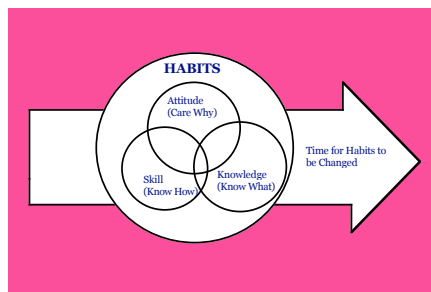 HABITS
Attitude
(Care Why)
Skill
(Know How)
Knowledge
(Know What)
Time for Habits to
be Changed